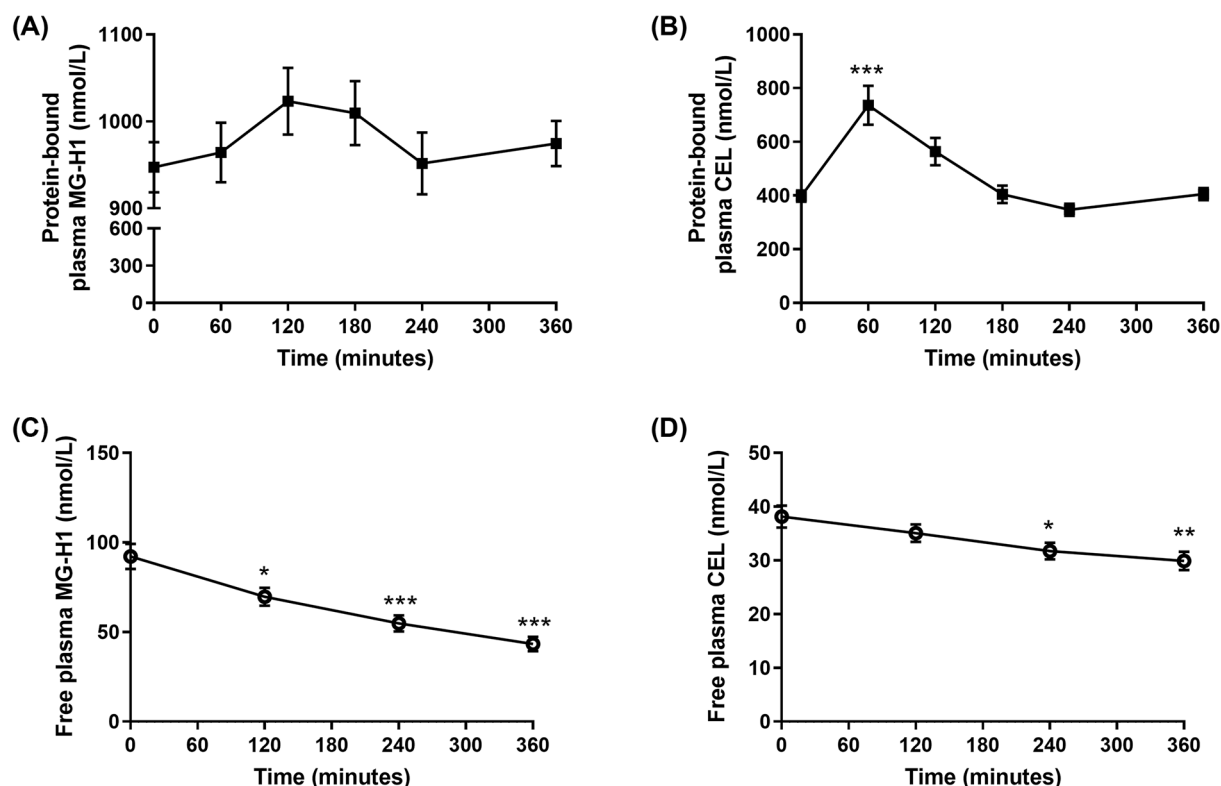 (A)
Protein-bound
plasma MG-H1 (nmol/L)
1100
1000
900
600
300
0
0 60 120 180 240 300 360
Time (minutes)
(B)
Protein-bound
plasma CEL (nmol/L)
1000
800
600
400
200
0
***
0 60 120 180 240 300 360
Time (minutes)
(C)
Free plasma MG-H1 (nmol/L)
150
100
50
0
*
***
***
0 60 120 180 240 300 360
Time (minutes)
(D)
Free plasma CEL (nmol/L)
50
40
30
20
10
0
*
**
0 60 120 180 240 300 360
Time (minutes)